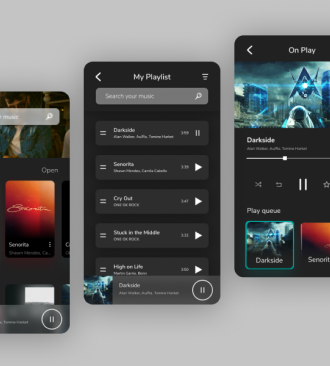 music
Open
Senorita
Shawn Mendes, Ca...
My Playlist
Search your music
Darkside
Alan Walker, Au/Ra, Tomine Harket
Senorita
Shawn Mendes, Camila Cabello
3:59
Cry Out
ONE OK ROCK
3:47
Stuck in the Middle
ONE OK ROCK
3:32
High on Life
Martin Garrix, Bonn
3:50
Darkside
Alan Walker, Au/Ra, Tomine Harket
On Play
Darkside
Alan Walker, Au/Ra, Tomine Harket
Play queue
Darkside
Senorit